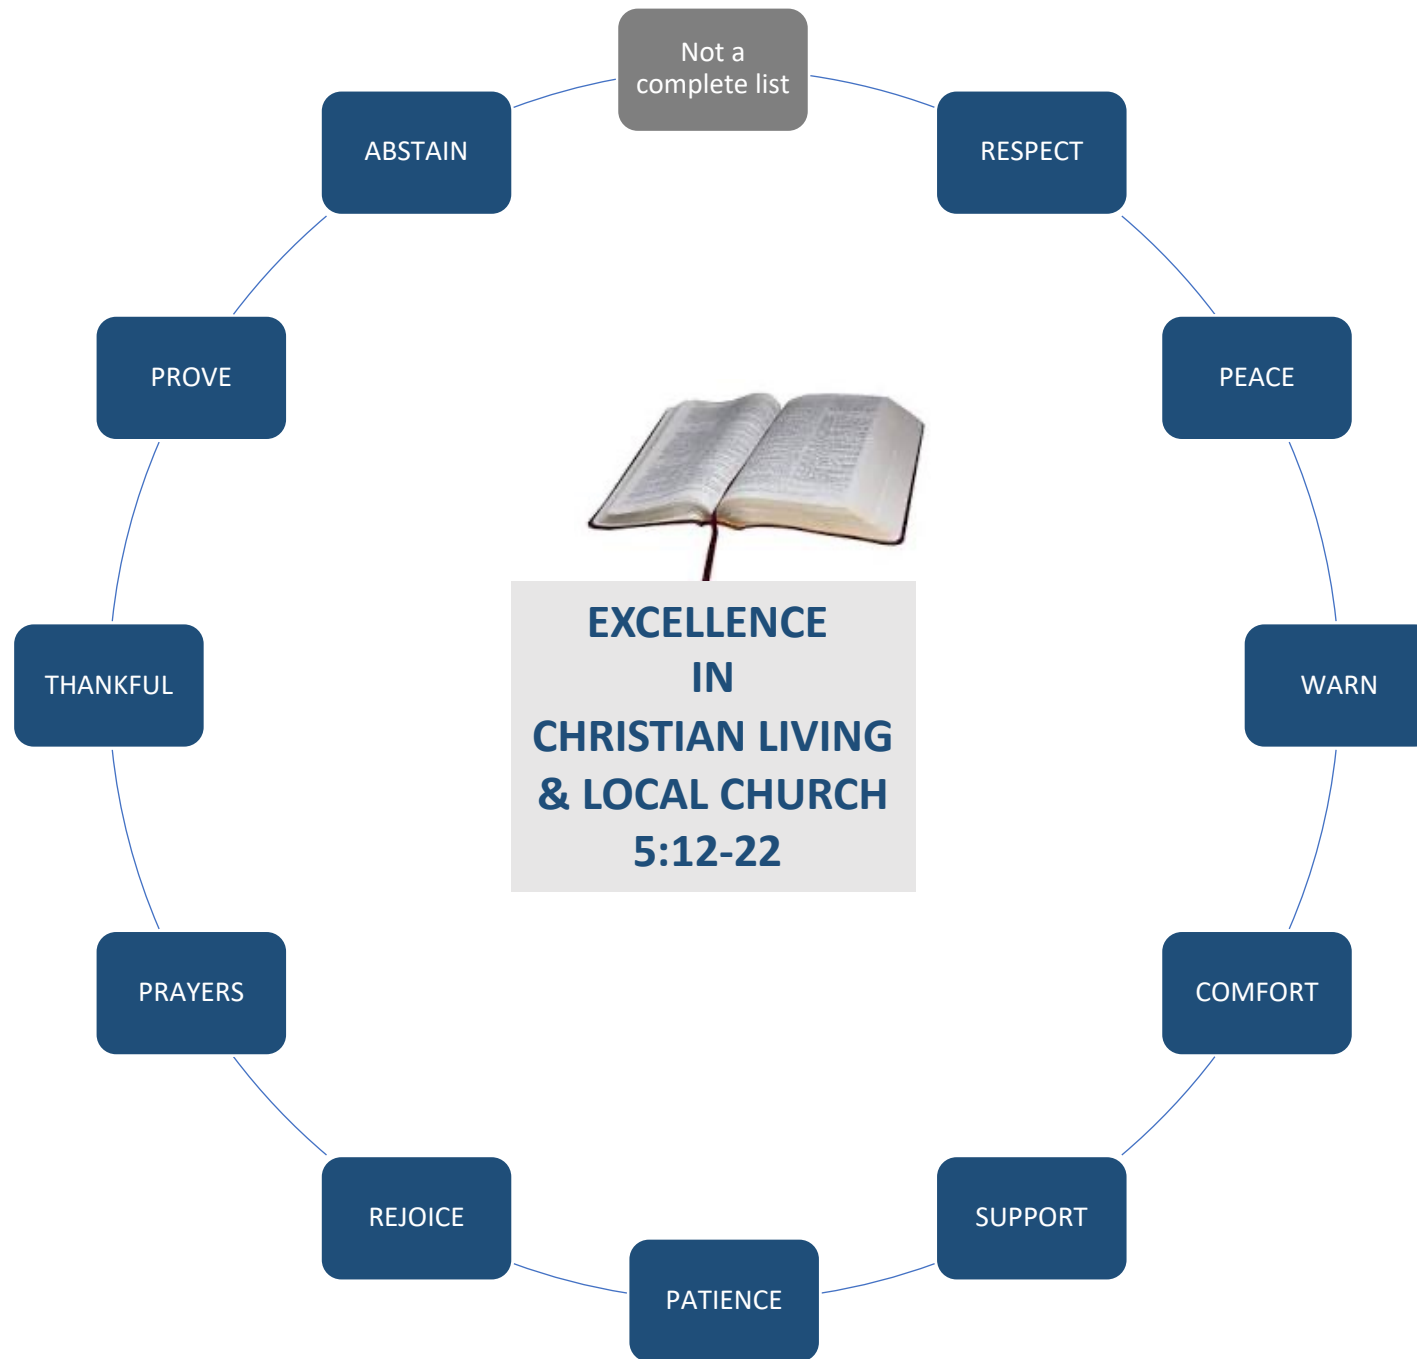 Not a
complete list
RESPECT
PEACE
WARN
COMFORT
SUPPORT
PATIENCE
REJOICE
PRAYERS
THANKFUL
PROVE
ABSTAIN
EXCELLENCE
IN
CHRISTIAN LIVING
& LOCAL CHURCH
5:12-22